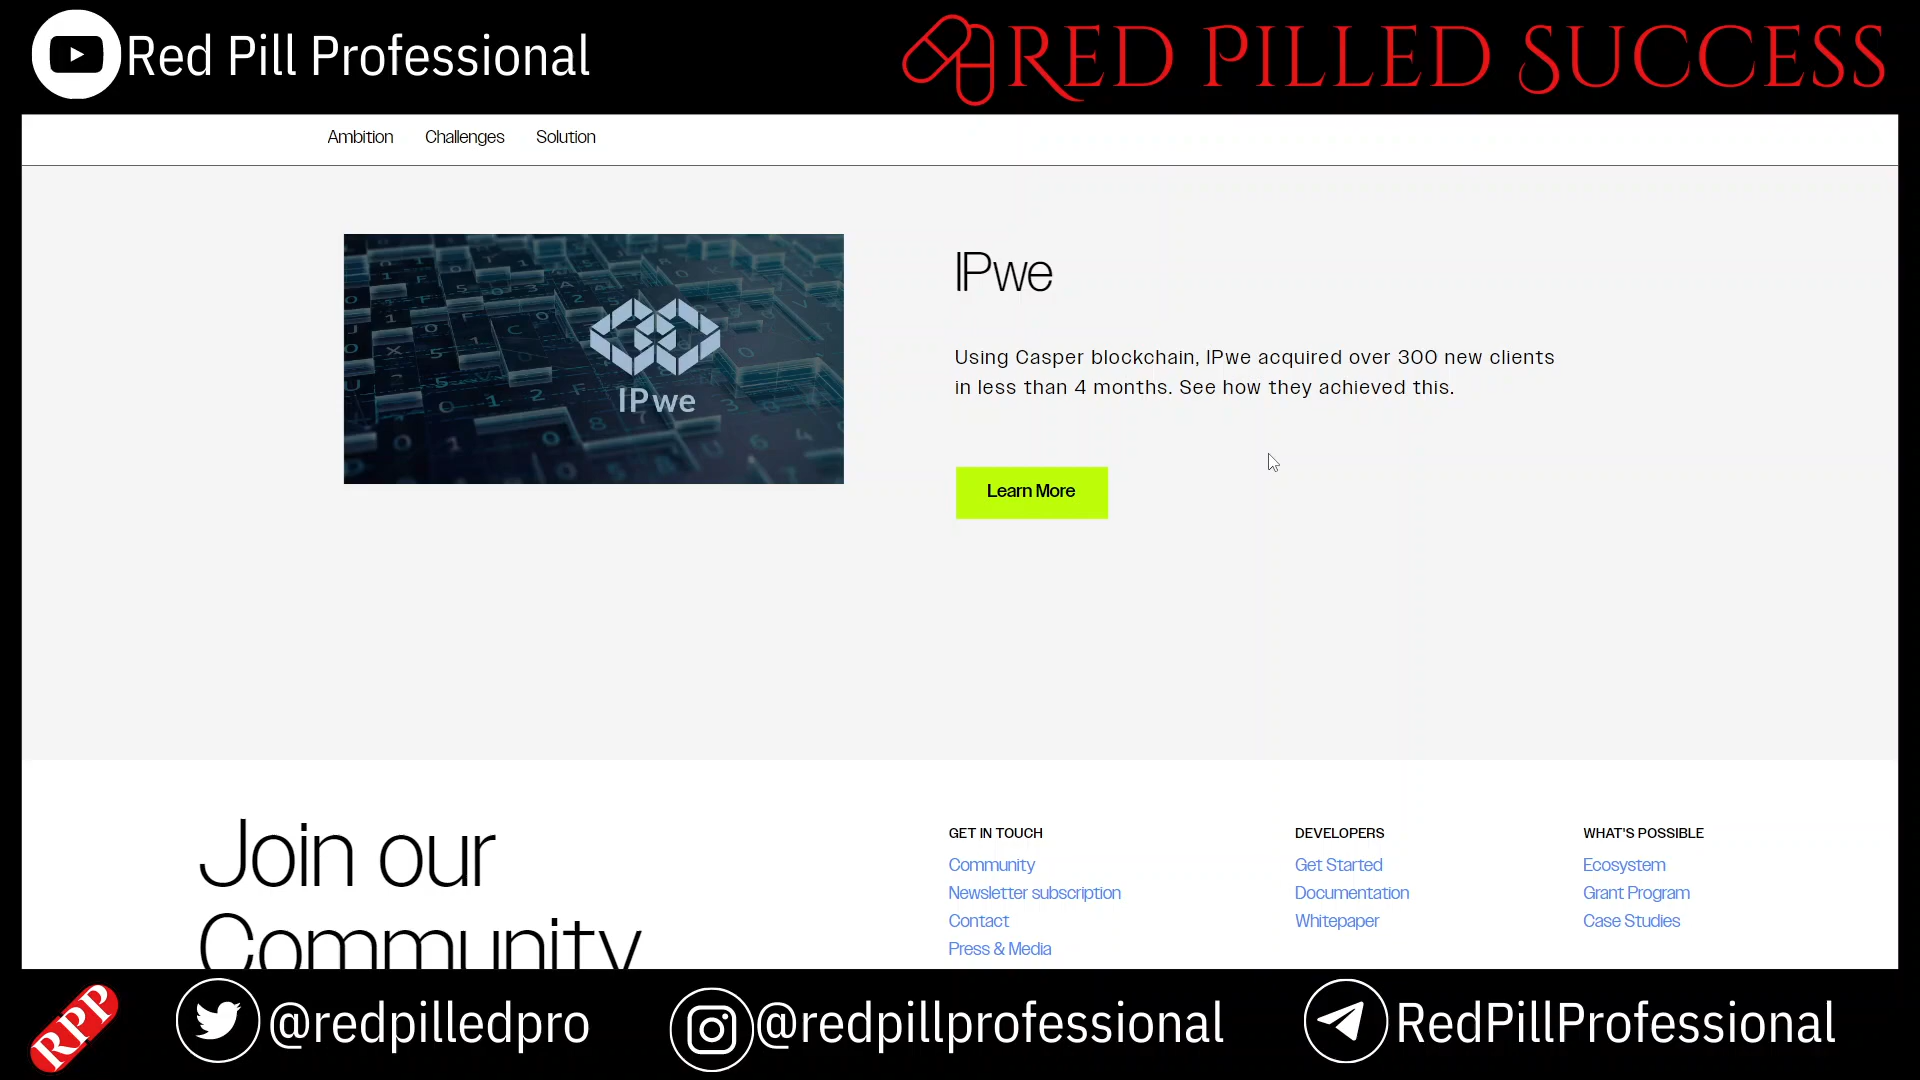 Red Pill Professional
RED PILLED SUCCESS
Ambition Challenges Solution
IPwe
IPwe
Using Casper blockchain, IPwe acquired over 300 new clients
in less than 4 months. See how they achieved this.
Learn More
Join our
Community
GET IN TOUCH
Community
Newsletter subscription
Contact
Press & Media
DEVELOPERS
Get Started
Documentation
Whitepaper
WHAT'S POSSIBLE
Ecosystem
Grant Program
Case Studies
RPP
@redpilledpro
@redpillprofessional
RedPillProfessional